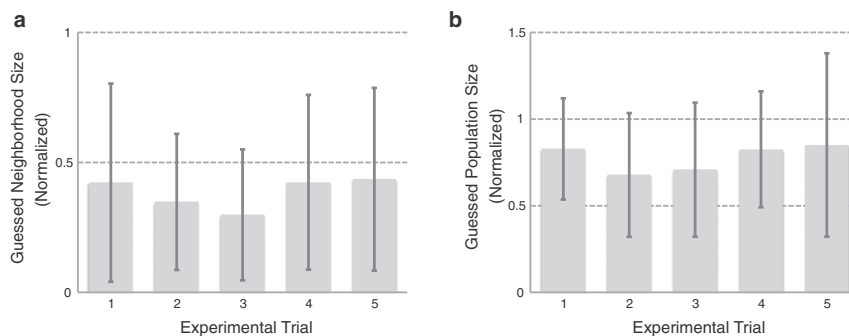 a
Guessed Neighborhood Size
(Normalized)
1
0.5
0
1 2 3 4 5
Experimental Trial
b
Guessed Population Size
(Normalized)
1.5
1
0.5
0
1 2 3 4 5
Experimental Trial